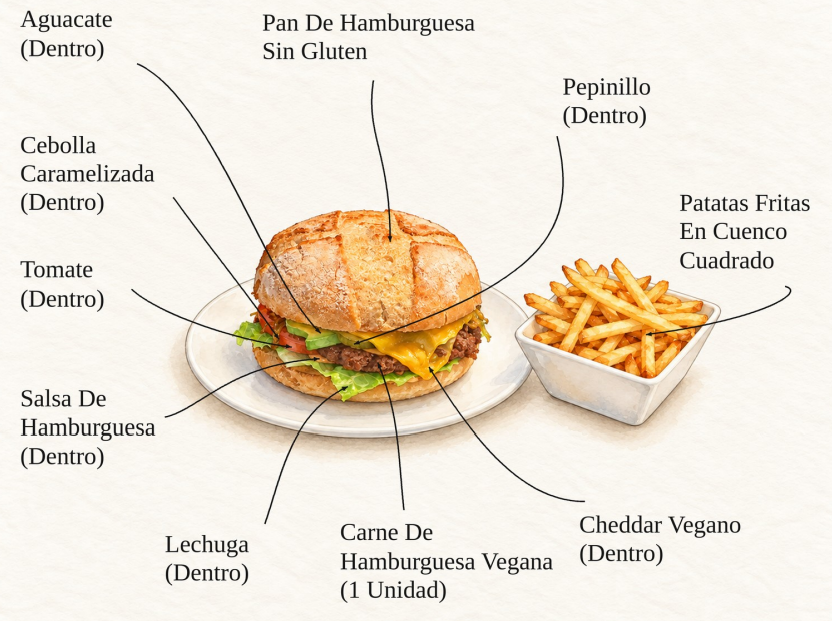 Aguacate
(Dentro)
Pan De Hamburguesa
Sin Gluten
Pepinillo
(Dentro)
Cebolla
Caramelizada
(Dentro)
Patatas Fritas
En Cuenco
Cuadrado
Tomate
(Dentro)
Salsa De
Hamburguesa
(Dentro)
Lechuga
(Dentro)
Carne De
Hamburguesa Vegana
(1 Unidad)
Cheddar Vegano
(Dentro)